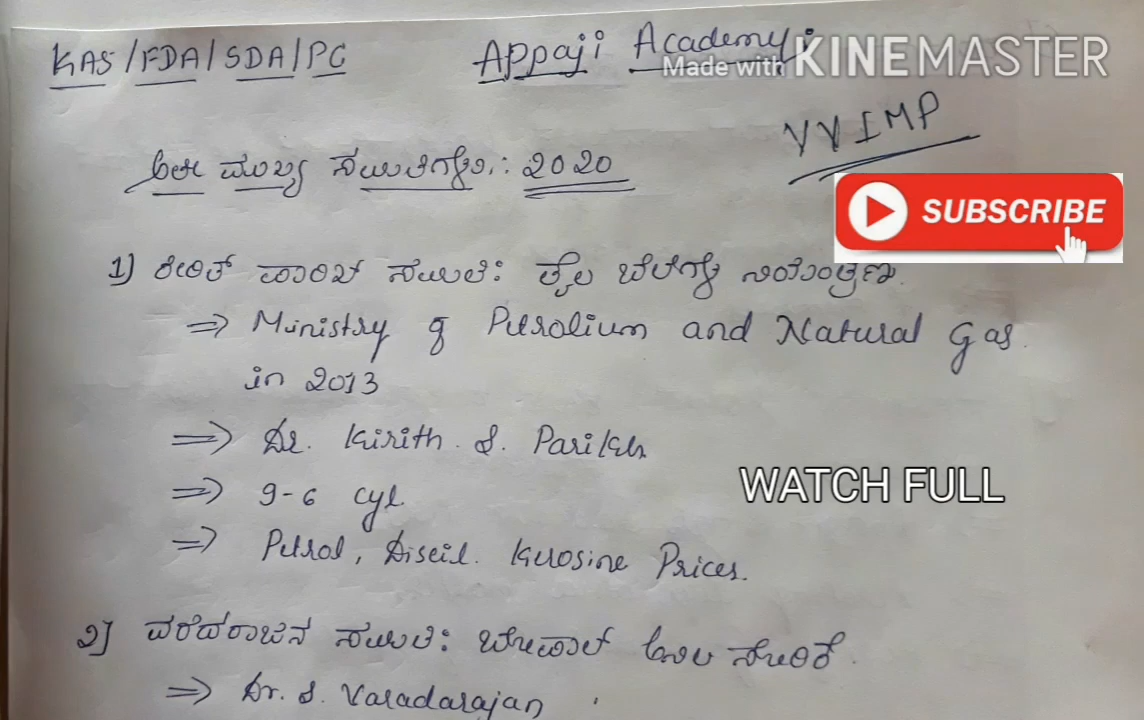 KAS/FDA/SDA/PC Appaji Academy:
Made with KINEMASTER
VVIMP
ಮುಖ್ಯ ಸಮಿತಿಗಳು: 2020
SUBSCRIBE
1) ಕಿರಿತ್ ಪಾರಿಖ್ ಸಮಿತಿ: ತೈಲ ಬೆಲೆಗಳ ನಿಯಂತ್ರಣ.
⇒ Ministry of Petrolium and Natural Gas.
in 2013
⇒ Dr. Kirith. S. Parikh
WATCH FULL
⇒ 9-6 cyl.
⇒ Petrol, Diseil. Kerosine Prices.
2) ವರದರಾಜನ ಸಮಿತಿ: ಬೋಪಾಲ್ ಅನಿಲ ಸೋರಿಕೆ.
⇒ Dr. S. Varadarajan